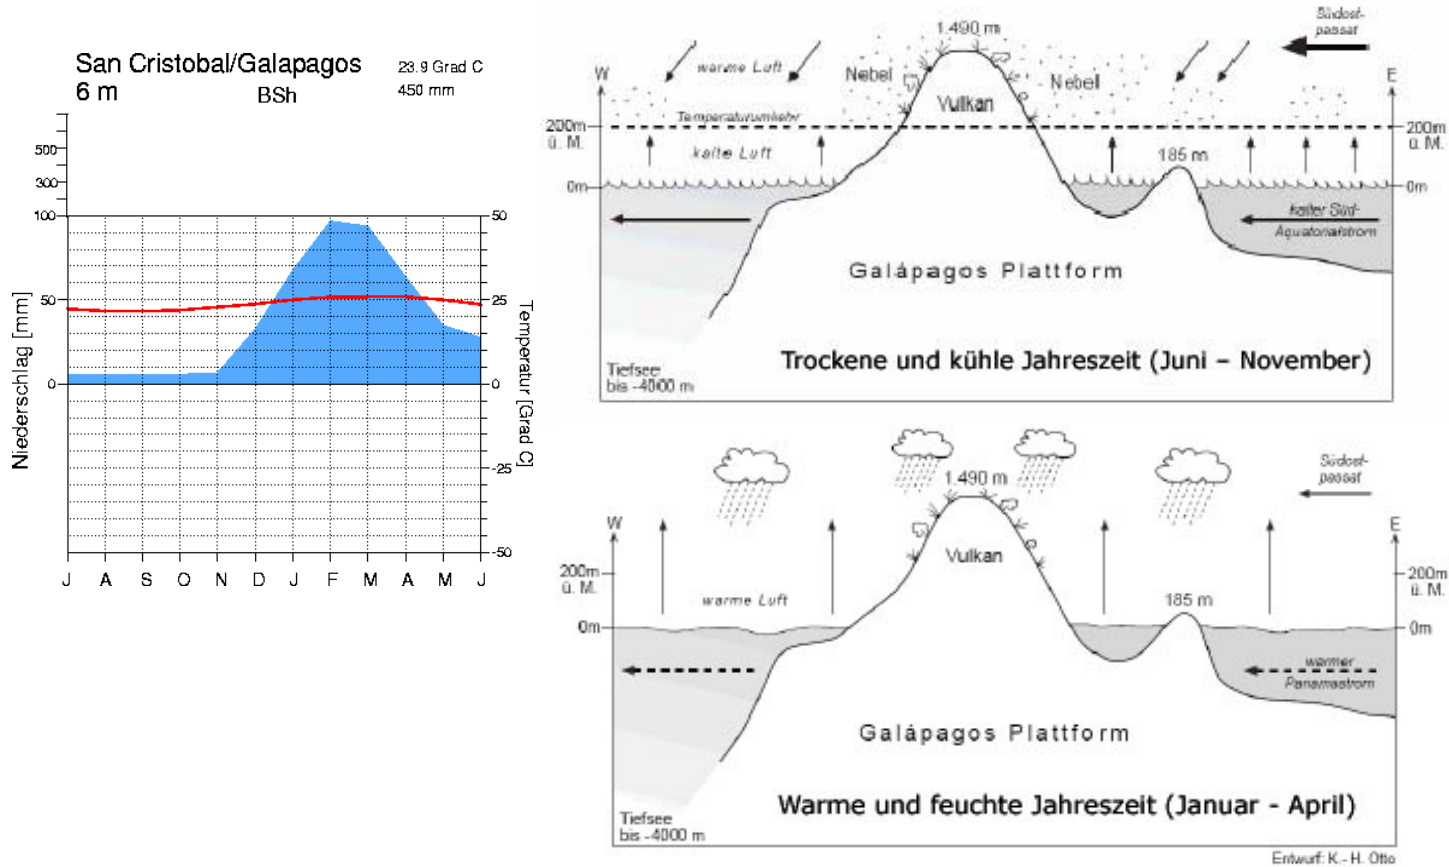 San Cristobal/Galapagos
23.9 Grad C
6 m
BSh
450 mm
500
300
100
50
0
50
25
0
-25
-50
Niederschlag [mm]
Temperatur [Grad C]
J A S O N D J F M A M J
1.490 m
Südost-
passat
warme Luft
Nebel
Nebel
W
E
Vulkan
200m
ü. M.
Temperaturumkehr
200m
ü. M.
kalte Luft
185 m
0m
0m
kalter Süd-
Äquatorialstrom
Galápagos Plattform
Trockene und kühle Jahreszeit (Juni – November)
Tiefsee
bis -4000 m
1.490 m
Südost-
passat
W
E
Vulkan
200m
ü. M.
200m
ü. M.
warme Luft
185 m
0m
0m
warmer
Panamastrom
Galápagos Plattform
Warme und feuchte Jahreszeit (Januar - April)
Tiefsee
bis -4000 m
Entwurf: K.- H. Otto